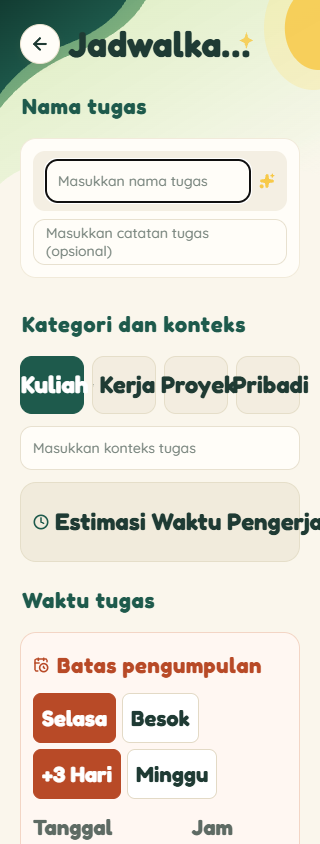 Jadwalka...
Nama tugas
Masukkan nama tugas
Masukkan catatan tugas
(opsional)
Kategori dan konteks
Kuliah Kerja Proyek Pribadi
Masukkan konteks tugas
Estimasi Waktu Pengerja
Waktu tugas
Batas pengumpulan
Selasa Besok
+3 Hari Minggu
Tanggal Jam